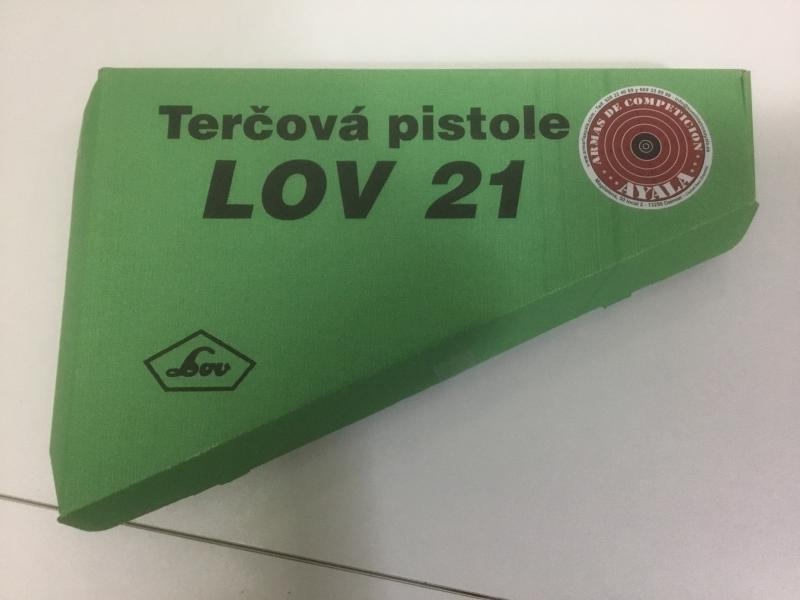 Terčová pistole
LOV 21
ARMAS DE COMPETICION
AYALA
Lov